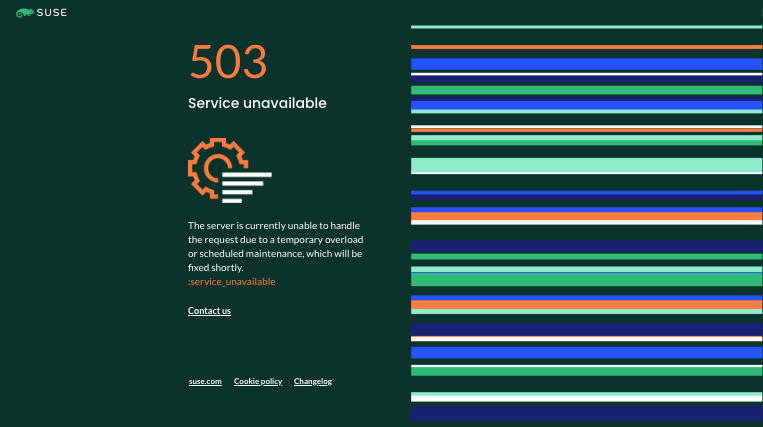 SUSE
503
Service unavailable
The server is currently unable to handle
the request due to a temporary overload
or scheduled maintenance, which will be
fixed shortly.
:service_unavailable
Contact us
suse.com Cookie policy Changelog